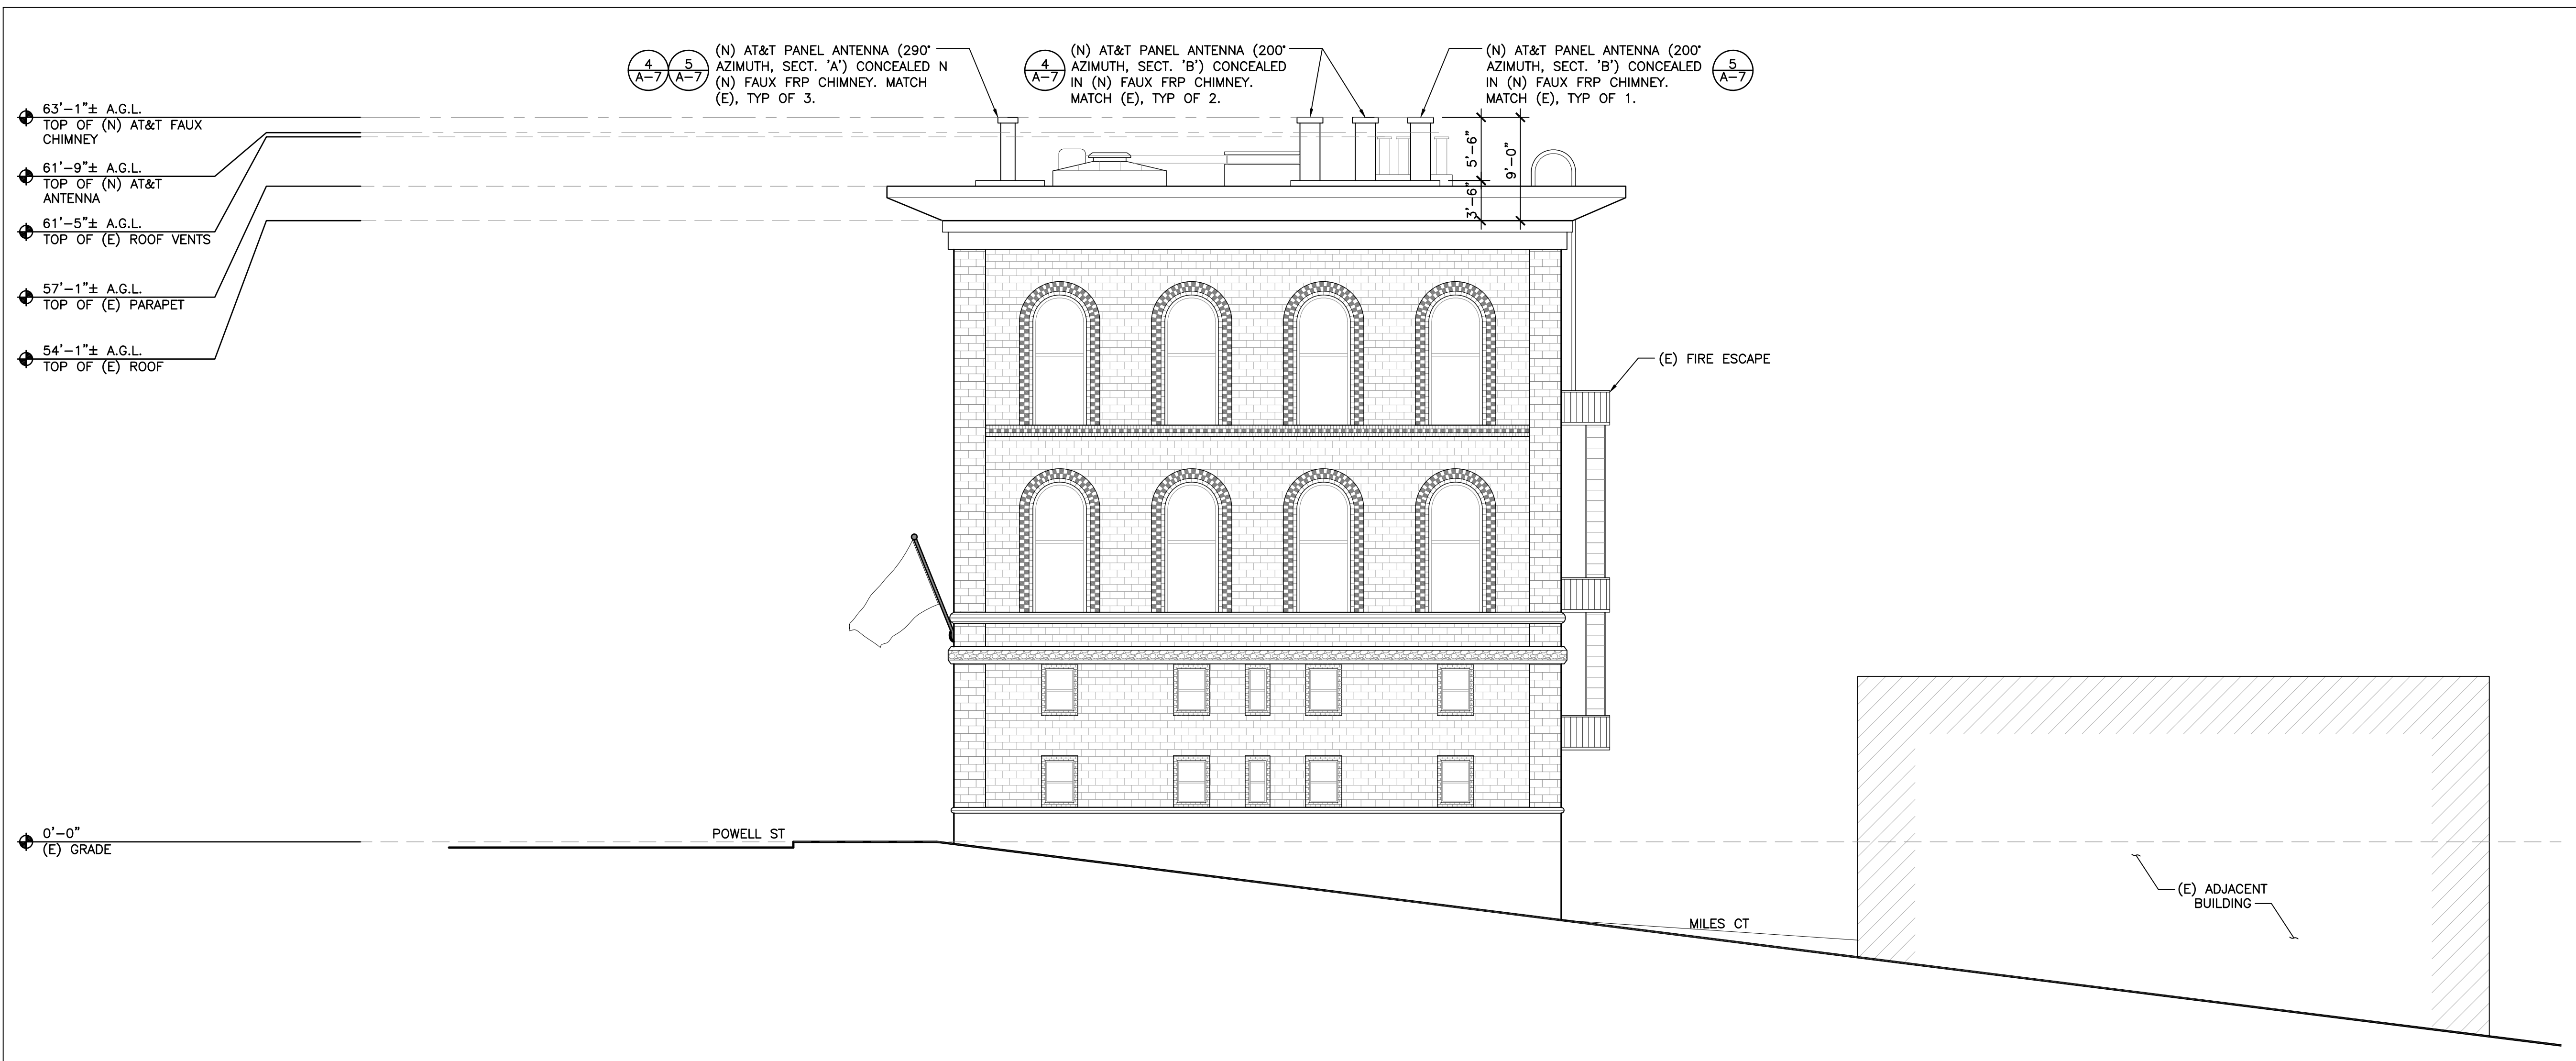 4
A-7
5
A-7
(N) AT&T PANEL ANTENNA (290°
AZIMUTH, SECT. 'A') CONCEALED N
(N) FAUX FRP CHIMNEY. MATCH
(E), TYP OF 3.
4
A-7
(N) AT&T PANEL ANTENNA (200°
AZIMUTH, SECT. 'B') CONCEALED
IN (N) FAUX FRP CHIMNEY.
MATCH (E), TYP OF 2.
(N) AT&T PANEL ANTENNA (200°
AZIMUTH, SECT. 'B') CONCEALED
IN (N) FAUX FRP CHIMNEY.
MATCH (E), TYP OF 1.
5
A-7
63'-1"± A.G.L.
TOP OF (N) AT&T FAUX
CHIMNEY
61'-9"± A.G.L.
TOP OF (N) AT&T
ANTENNA
61'-5"± A.G.L.
TOP OF (E) ROOF VENTS
57'-1"± A.G.L.
TOP OF (E) PARAPET
54'-1"± A.G.L.
TOP OF (E) ROOF
5'-6"
9'-0"
3'-6"
(E) FIRE ESCAPE
0'-0"
(E) GRADE
POWELL ST
MILES CT
(E) ADJACENT
BUILDING